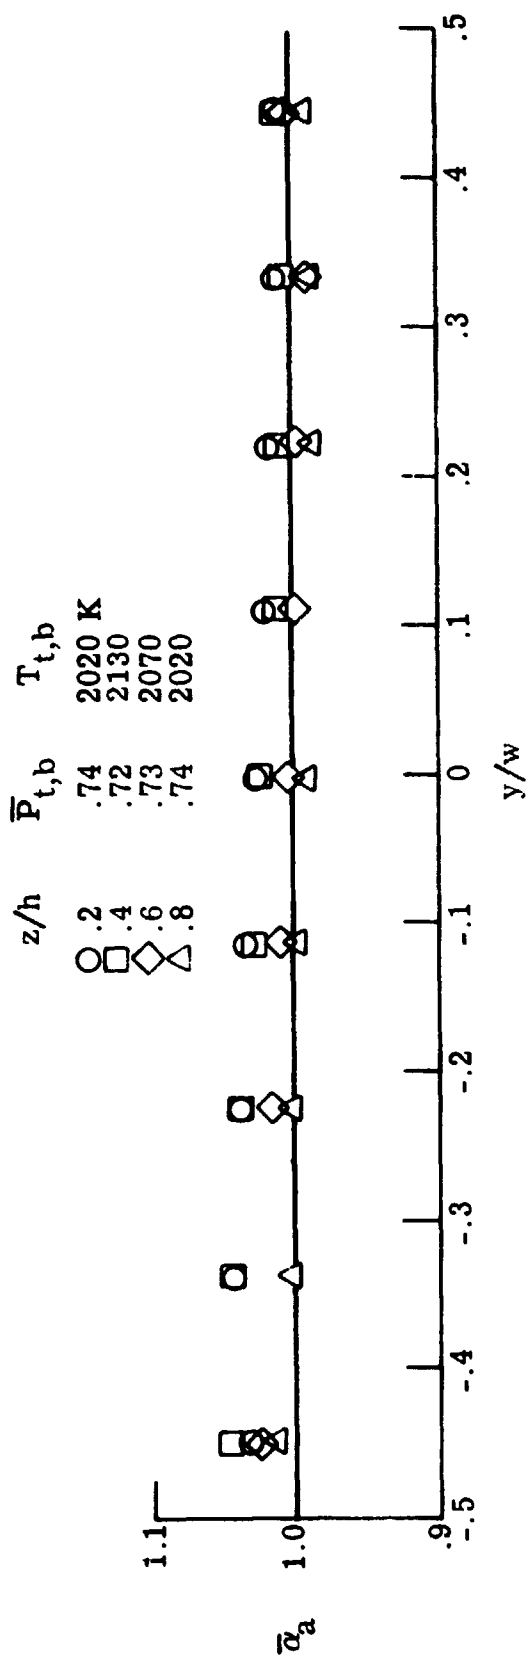 z/h P̅t,b Tt,b
.2 .74 2020 K
.4 .72 2130
.6 .73 2070
.8 .74 2020
1.1
1.0
.9
α̅a
-.5 -.4 -.3 -.2 -.1 0 .1 .2 .3 .4 .5
y/w